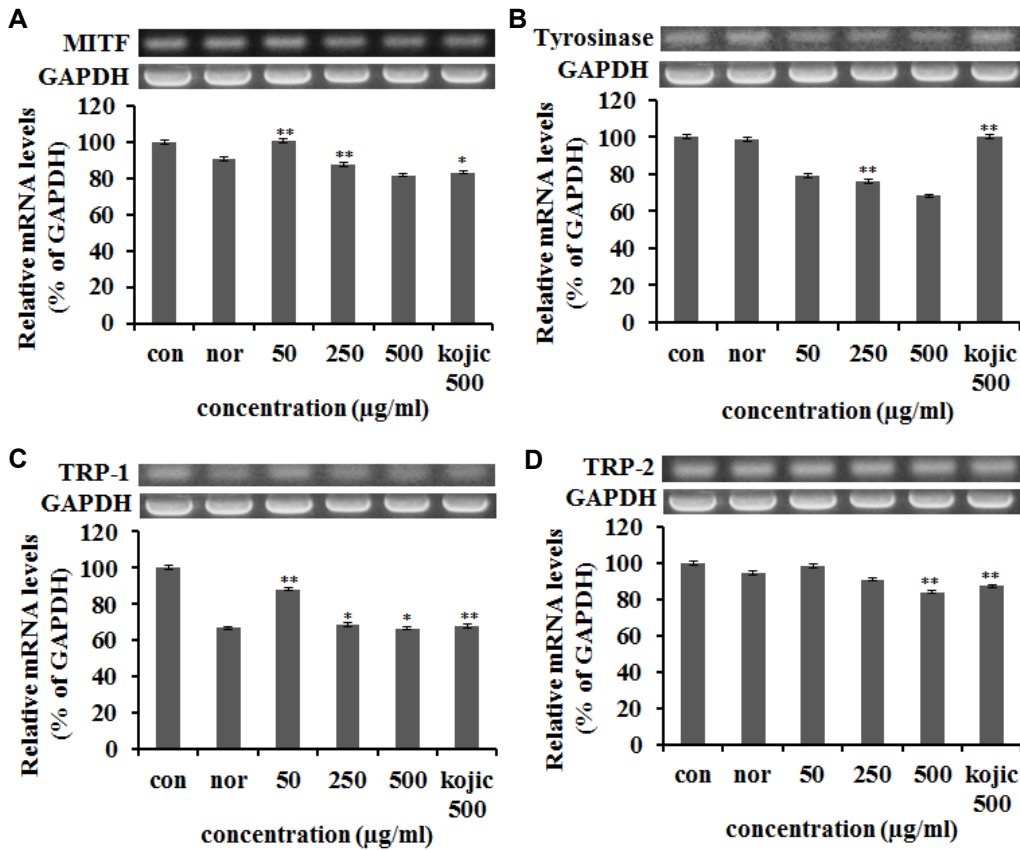 A
MITF
GAPDH
Relative mRNA levels
(% of GAPDH)
120
100
80
60
40
20
0
**
**
*
con nor 50 250 500 kojic
500
concentration (µg/ml)
B
Tyrosinase
GAPDH
Relative mRNA levels
(% of GAPDH)
120
100
80
60
40
20
0
**
**
con nor 50 250 500 kojic
500
concentration (µg/ml)
C
TRP-1
GAPDH
Relative mRNA levels
(% of GAPDH)
120
100
80
60
40
20
0
**
*
*
**
con nor 50 250 500 kojic
500
concentration (µg/ml)
D
TRP-2
GAPDH
Relative mRNA levels
(% of GAPDH)
120
100
80
60
40
20
0
**
**
con nor 50 250 500 kojic
500
concentration (µg/ml)